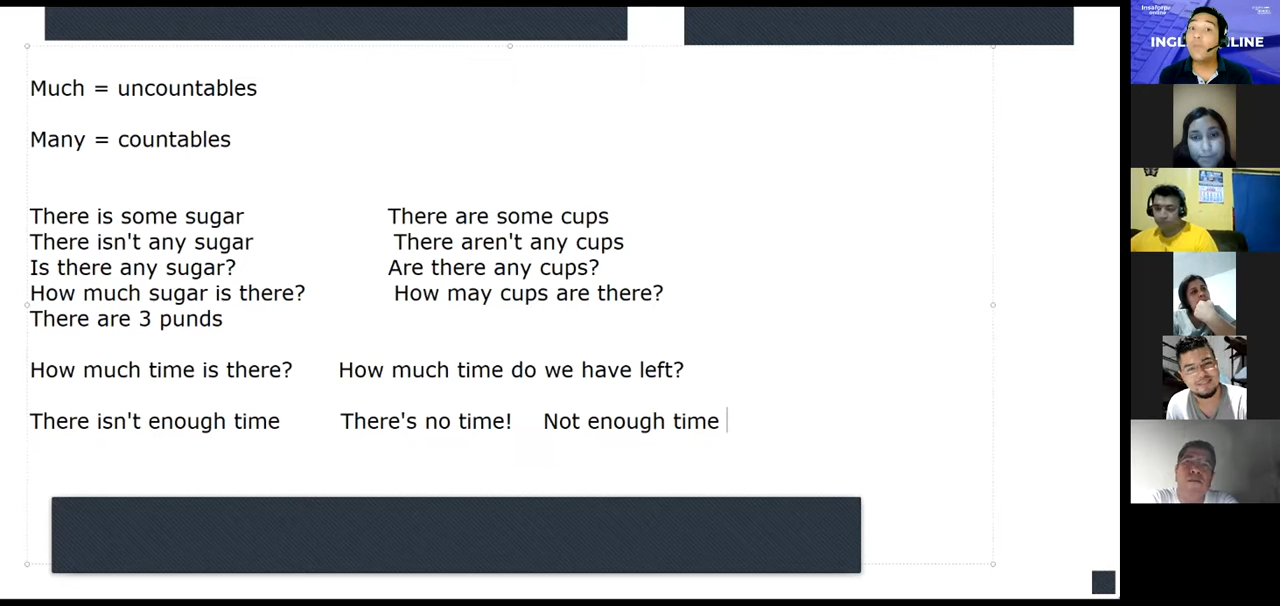 Much = uncountables
Many = countables
There is some sugar There are some cups
There isn't any sugar There aren't any cups
Is there any sugar? Are there any cups?
How much sugar is there? How may cups are there?
There are 3 punds
How much time is there? How much time do we have left?
There isn't enough time There's no time! Not enough time